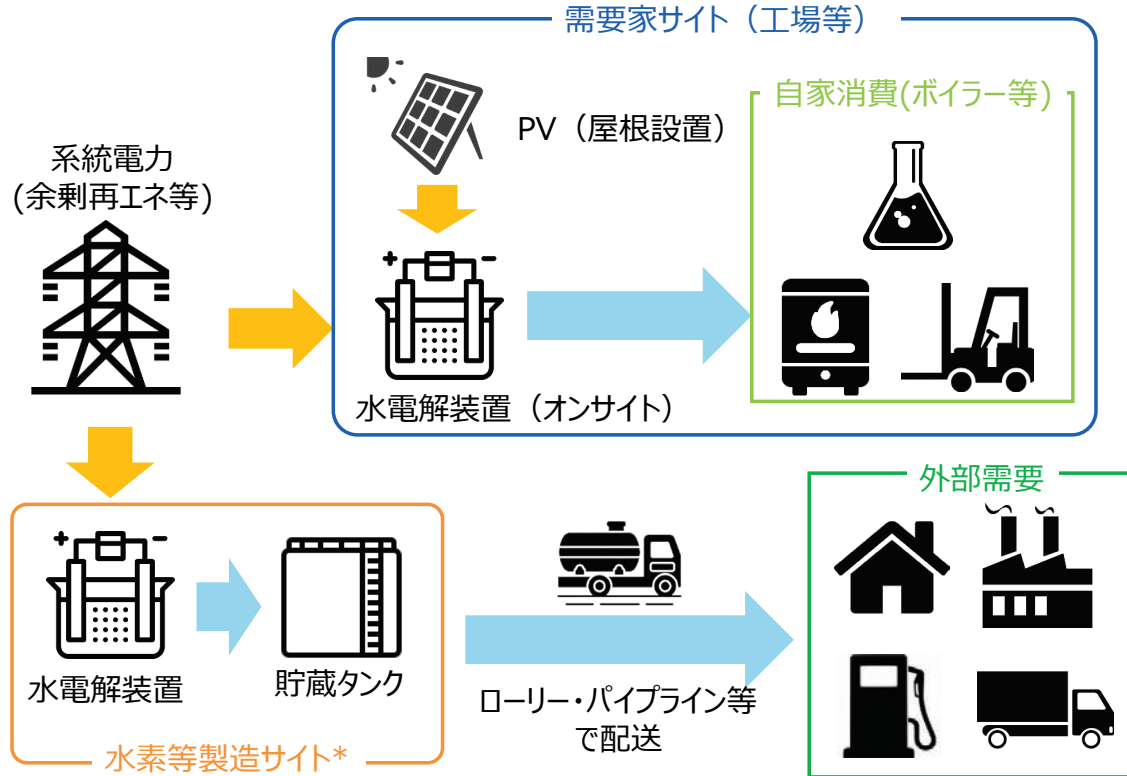 需要家サイト（工場等）
自家消費(ボイラー等)
PV（屋根設置）
系統電力
(余剰再エネ等)
+ -
水電解装置（オンサイト）
外部需要
+ -
水電解装置
貯蔵タンク
ローリー・パイプライン等
で配送
水素等製造サイト*